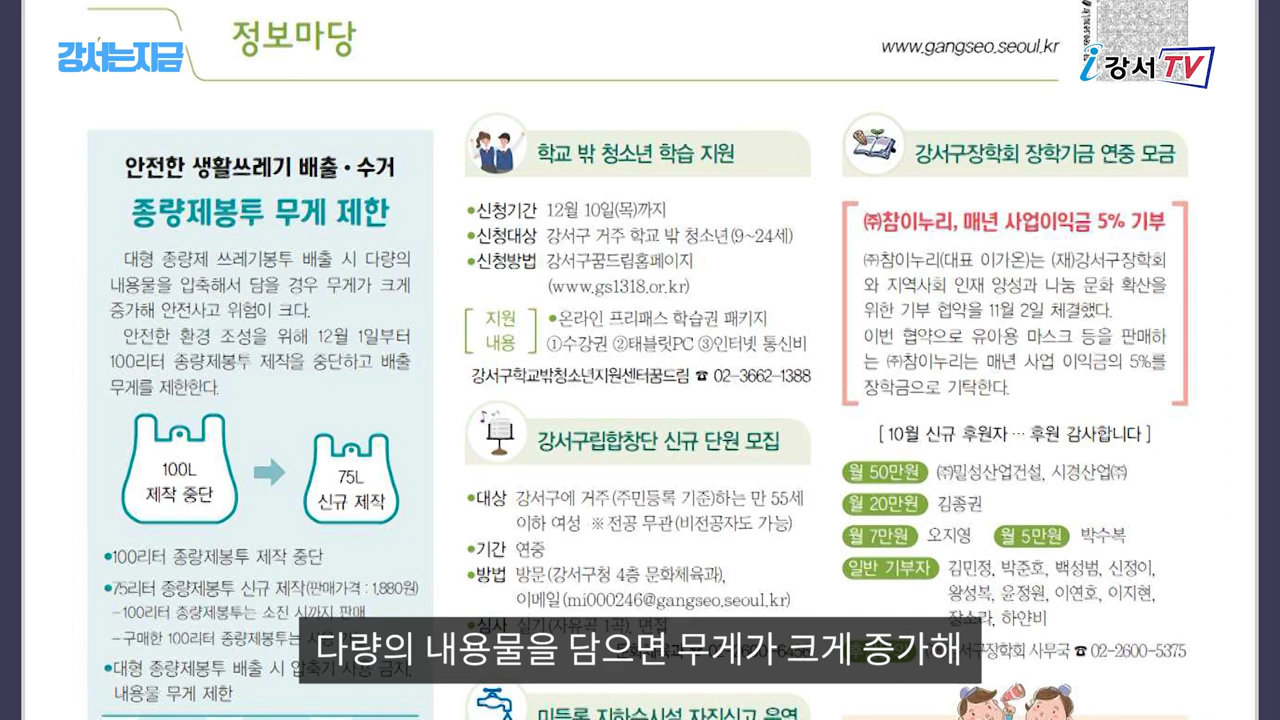 강서는지금
정보마당
www.gangseo.seoul.kr
i강서TV
안전한 생활쓰레기 배출·수거
종량제봉투 무게 제한
대형 종량제 쓰레기봉투 배출 시 다량의
내용물을 입축해서 담을 경우 무게가 크게
증가해 안전사고 위험이 크다.
안전한 환경 조성을 위해 12월 1일부터
100리터 종량제봉투 제작을 중단하고 배출
무게를 제한한다.
100L
제작 중단
75L
신규 제작
●100리터 종량제봉투 제작 중단
●75리터 종량제봉투 신규 제작(판매가격 : 1,880원)
-100리터 종량제봉투는 소진 시까지 판매
-구매한 100리터 종량제봉투는
●대형 종량제봉투 배출 시 압축기 사용 금지,
내용물 무게 제한
학교 밖 청소년 학습 지원
●신청기간 12월 10일(목)까지
●신청대상 강서구 거주 학교 밖 청소년(9~24세)
●신청방법 강서구꿈드림홈페이지
(www.gs1318.or.kr)
지원
내용
●온라인 프리패스 학습권 패키지
①수강권 ②태블릿PC ③인터넷 통신비
강서구학교밖청소년지원센터꿈드림 ☎ 02-3662-1388
강서구립합창단 신규 단원 모집
●대상 강서구에 거주(주민등록 기준)하는 만 55세
이하 여성 ※ 전공 무관(비전공자도 가능)
●기간 연중
●방법 방문(강서구청 4층 문화체육과),
이메일(mi000246@gangseo.seoul.kr)
●심사 실기(자유곡 1곡), 면접
미등록 지하수시설 자진신고 운영
강서구장학회 장학기금 연중 모금
㈜참이누리, 매년 사업이익금 5% 기부
㈜참이누리(대표 이가온)는 (재)강서구장학회
와 지역사회 인재 양성과 나눔 문화 확산을
위한 기부 협약을 11월 2일 체결했다.
이번 협약으로 유아용 마스크 등을 판매하
는 ㈜참이누리는 매년 사업 이익금의 5%를
장학금으로 기탁한다.
[ 10월 신규 후원자 … 후원 감사합니다 ]
월 50만원 ㈜밀성산업건설, 시경산업㈜
월 20만원 김종권
월 7만원 오지영 월 5만원 박수복
일반 기부자 김민정, 박준호, 백성범, 신정이,
왕성복, 윤정원, 이연호, 이지현,
장소라, 하얀비
강서구장학회 사무국 ☎ 02-2600-5375
다량의 내용물을 담으면 무게가 크게 증가해